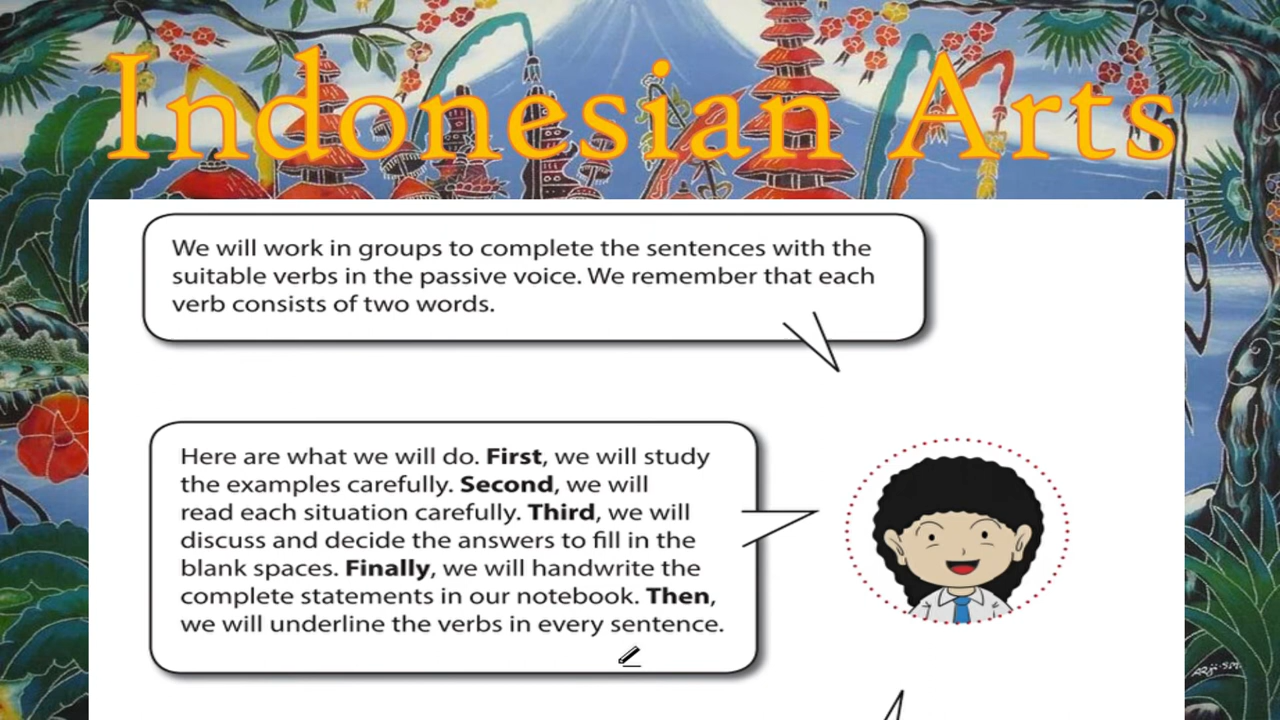 Indonesian Arts
We will work in groups to complete the sentences with the
suitable verbs in the passive voice. We remember that each
verb consists of two words.
Here are what we will do. First, we will study
the examples carefully. Second, we will
read each situation carefully. Third, we will
discuss and decide the answers to fill in the
blank spaces. Finally, we will handwrite the
complete statements in our notebook. Then,
we will underline the verbs in every sentence.